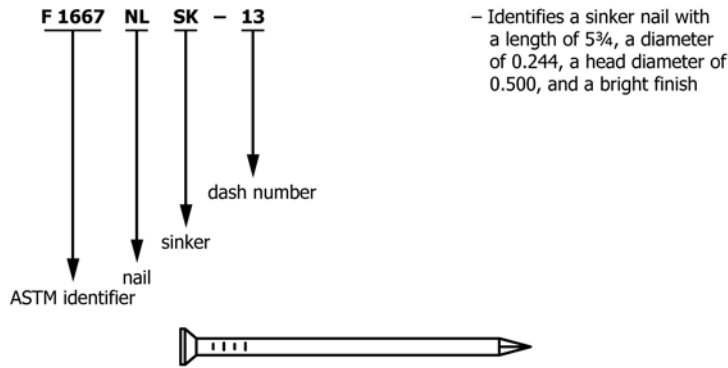 F 1667 NL SK – 13
– Identifies a sinker nail with
a length of 5¾, a diameter
of 0.244, a head diameter of
0.500, and a bright finish
dash number
sinker
nail
ASTM identifier